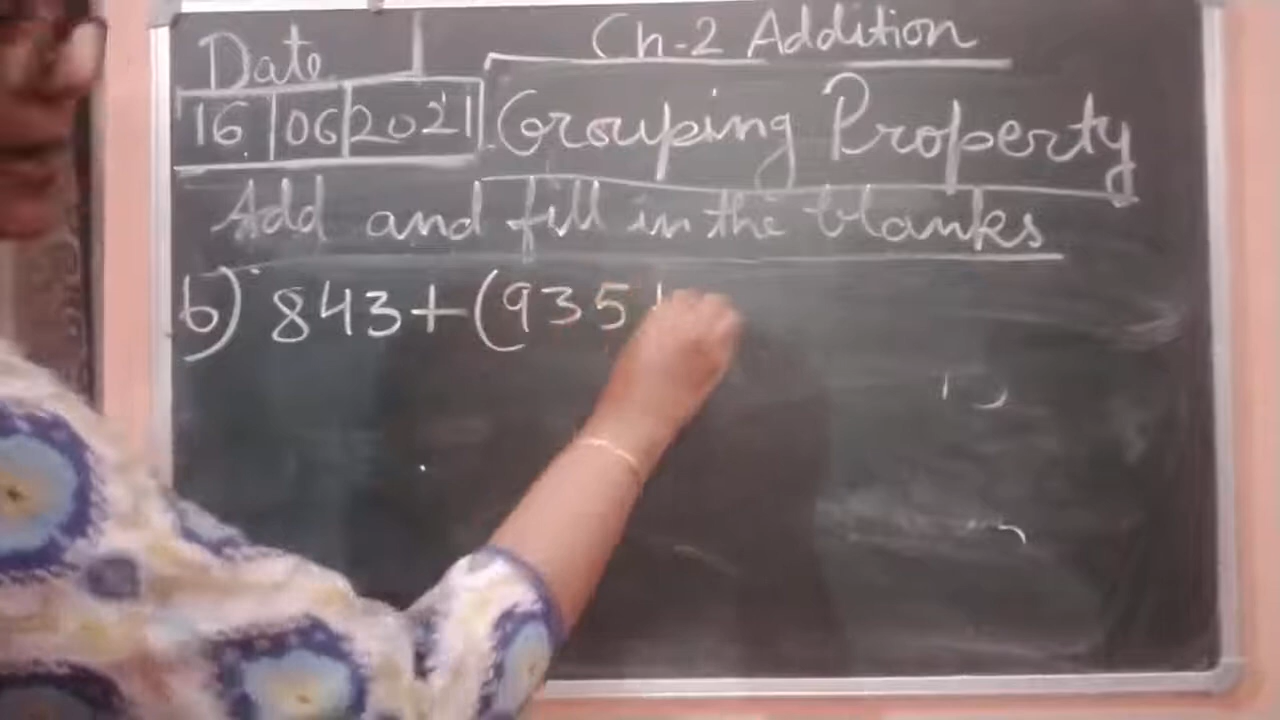 Ch-2 Addition
Date
16 06 2021 Grouping Property
Add and fill in the blanks
b) 843+(935+